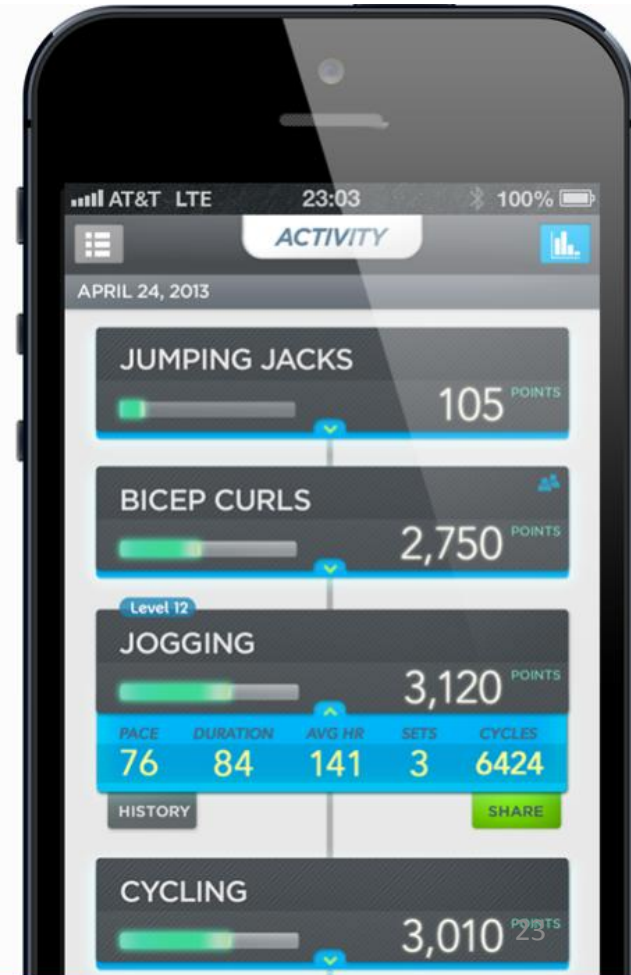 AT&T LTE 23:03 100%
ACTIVITY
APRIL 24, 2013
JUMPING JACKS
105 POINTS
BICEP CURLS
2,750 POINTS
Level 12
JOGGING
3,120 POINTS
PACE DURATION AVG HR SETS CYCLES
76 84 141 3 6424
HISTORY SHARE
CYCLING
3,010 POINTS
23